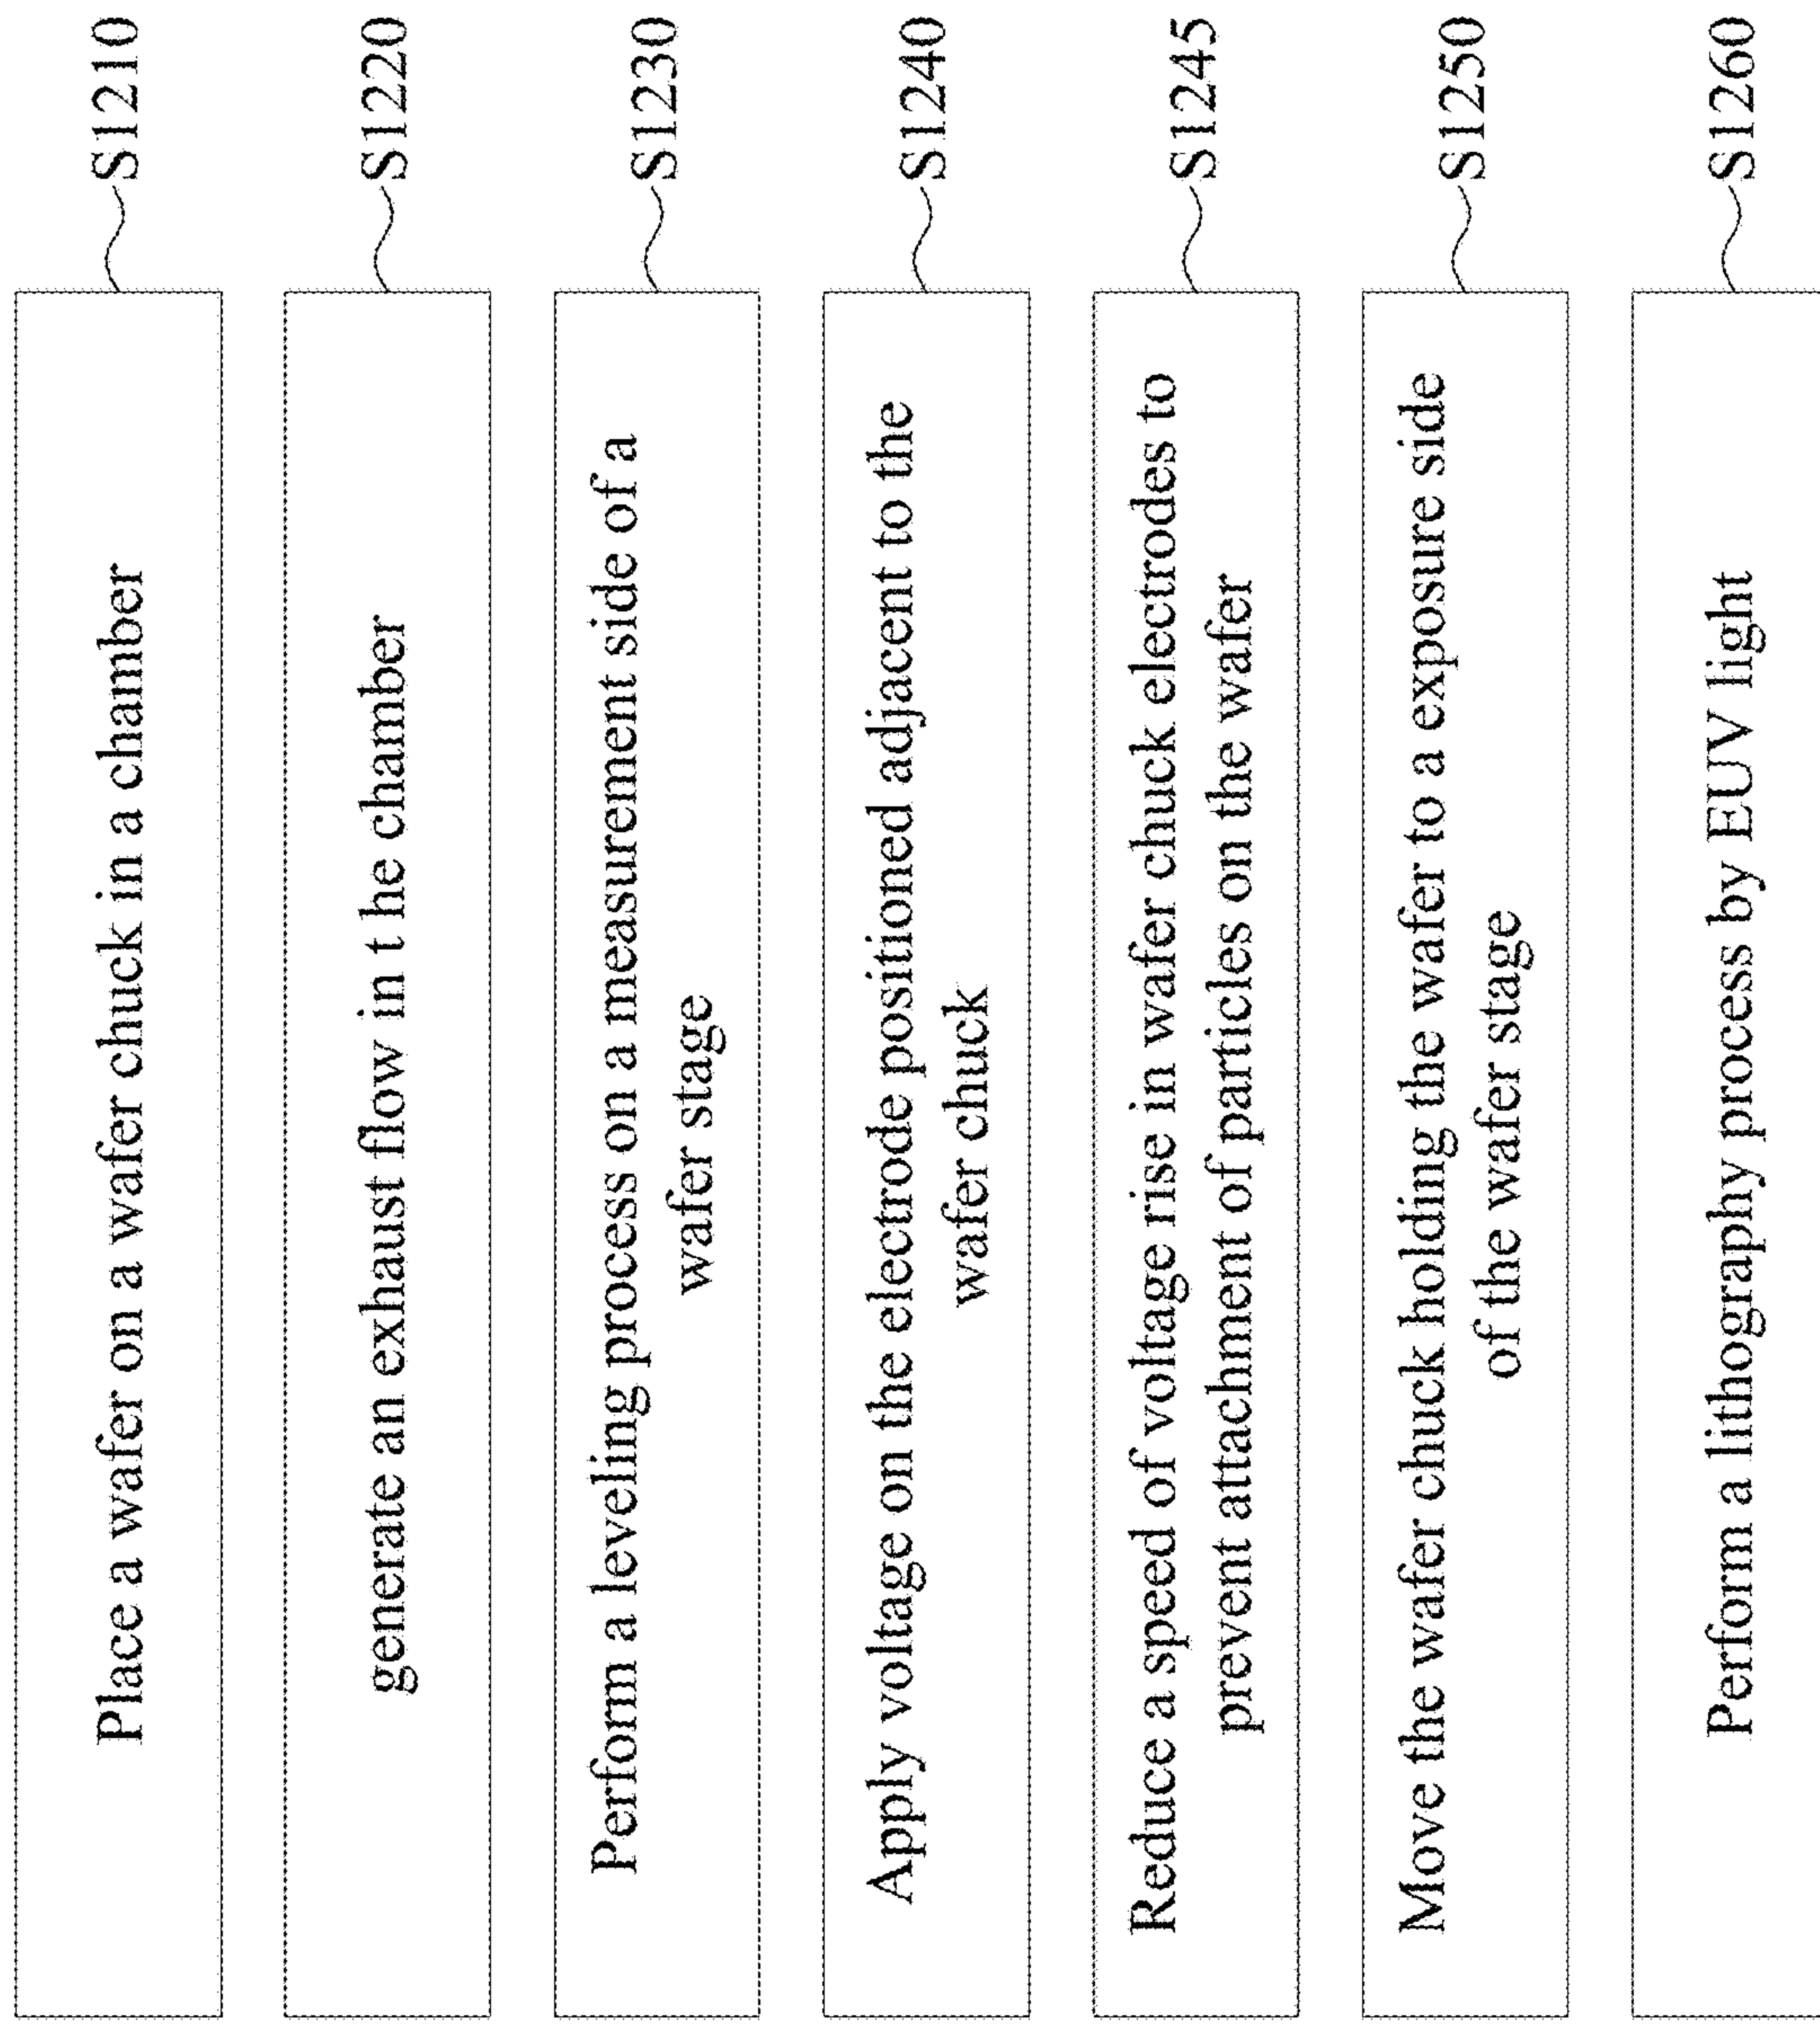 Place a wafer on a wafer chuck in a chamber
S1210
generate an exhaust flow in t he chamber
S1220
Perform a leveling process on a measurement side of a
wafer stage
S1230
Apply voltage on the electrode positioned adjacent to the
wafer chuck
S1240
Reduce a speed of voltage rise in wafer chuck electrodes to
prevent attachment of particles on the wafer
S1245
Move the wafer chuck holding the wafer to a exposure side
of the wafer stage
S1250
Perform a lithography process by EUV light
S1260